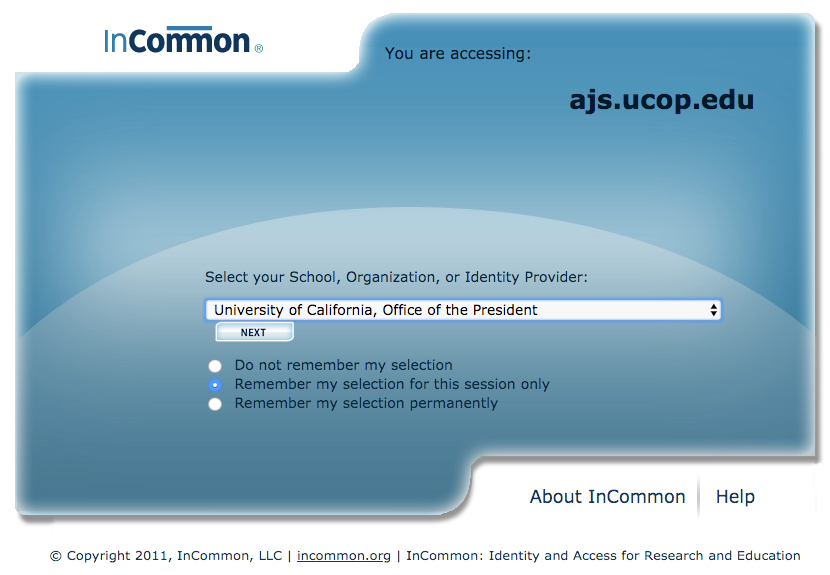 InCommon ®
You are accessing:
ajs.ucop.edu
Select your School, Organization, or Identity Provider:
University of California, Office of the President
NEXT
Do not remember my selection
Remember my selection for this session only
Remember my selection permanently
About InCommon | Help
© Copyright 2011, InCommon, LLC | incommon.org | InCommon: Identity and Access for Research and Education